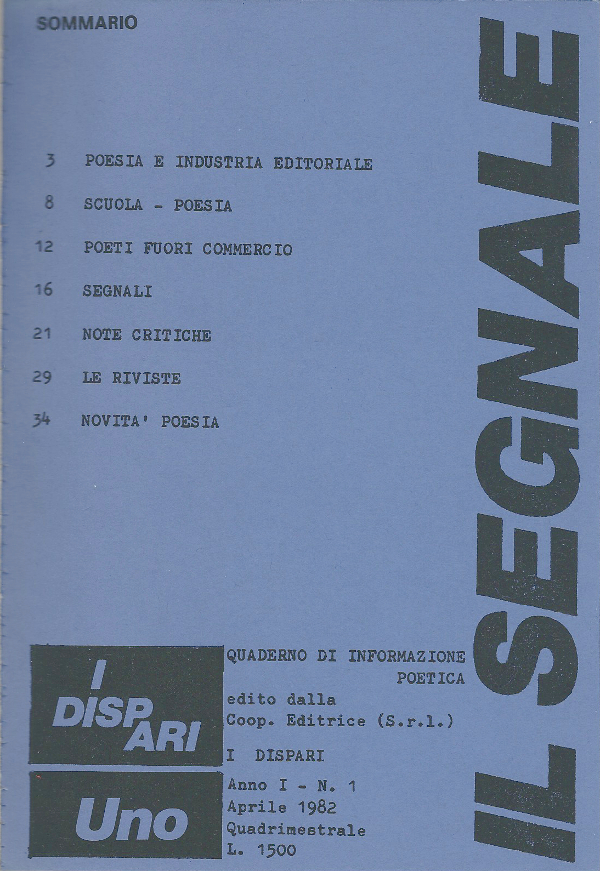 SOMMARIO
3 POESIA E INDUSTRIA EDITORIALE
8 SCUOLA - POESIA
12 POETI FUORI COMMERCIO
16 SEGNALI
21 NOTE CRITICHE
29 LE RIVISTE
34 NOVITA' POESIA
IL SEGNALE
I
DISP
ARI
Uno
QUADERNO DI INFORMAZIONE
POETICA
edito dalla
Coop. Editrice (S.r.l.)
I DISPARI
Anno I - N. 1
Aprile 1982
Quadrimestrale
L. 1500